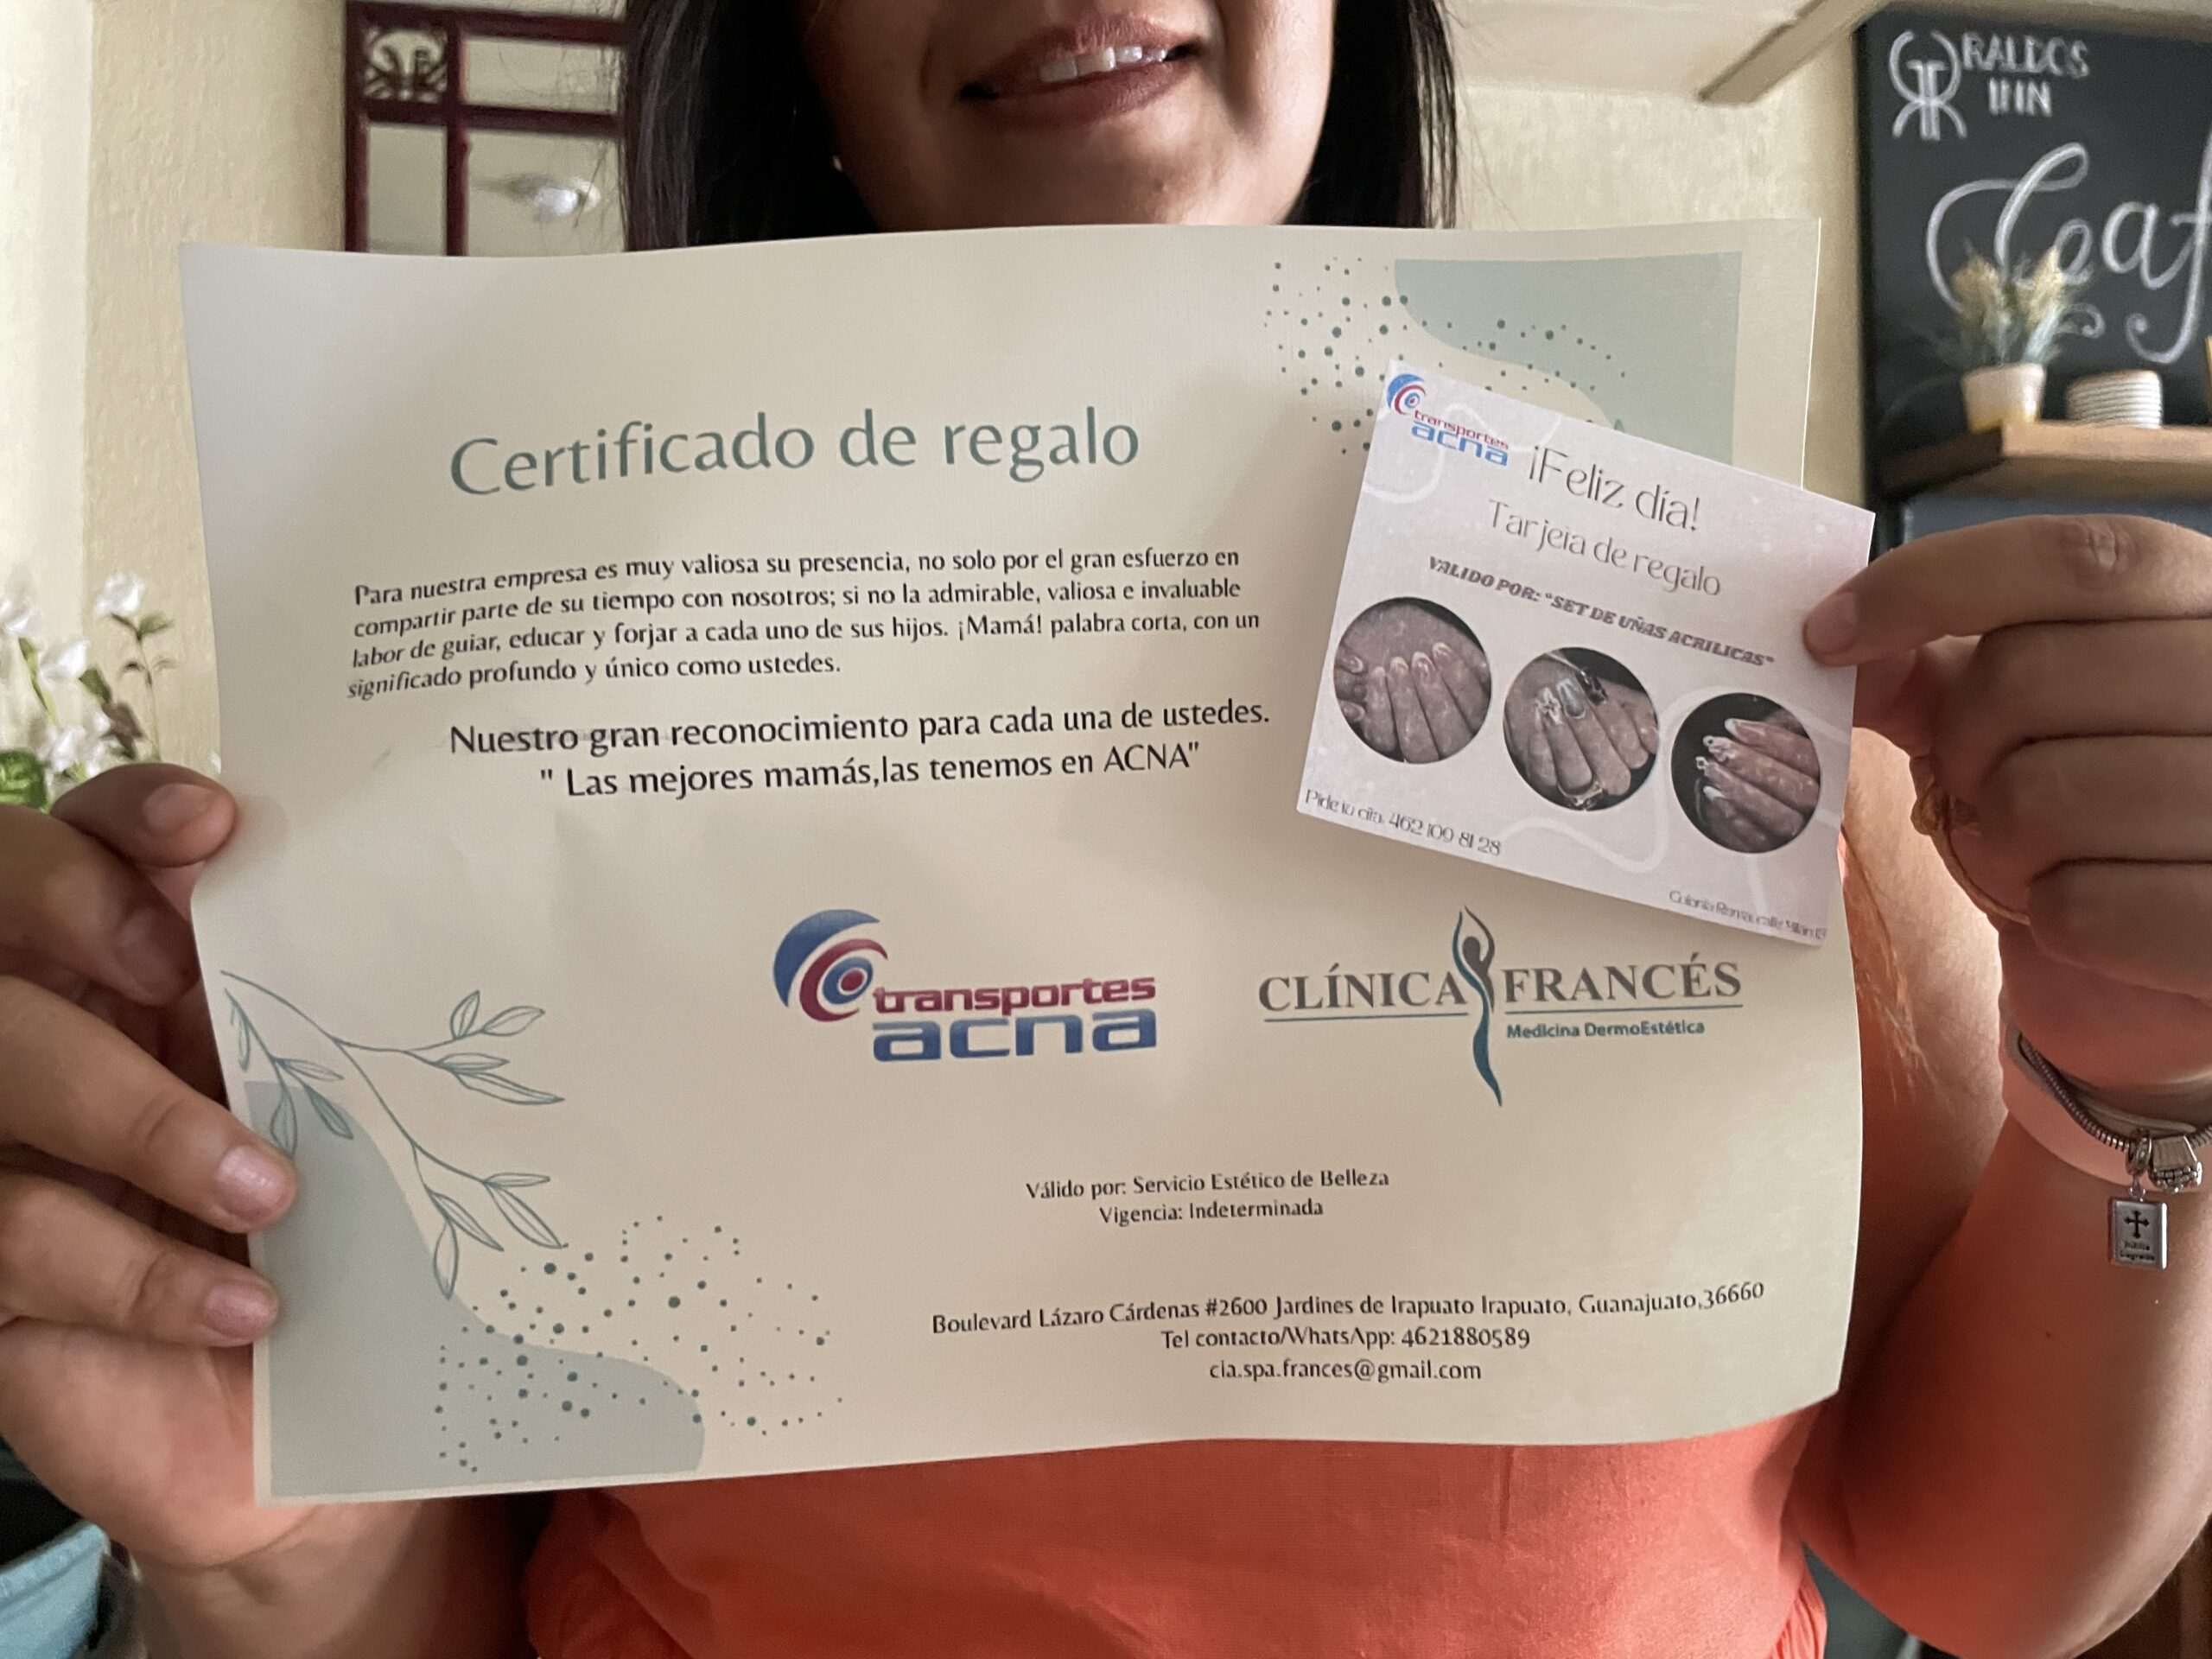 RALDOS
INN
Caf
Certificado de regalo
Para nuestra empresa es muy valiosa su presencia, no solo por el gran esfuerzo en
compartir parte de su tiempo con nosotros; si no la admirable, valiosa e invaluable
labor de guiar, educar y forjar a cada uno de sus hijos. ¡Mamá! palabra corta, con un
significado profundo y único como ustedes.
Nuestro gran reconocimiento para cada una de ustedes.
" Las mejores mamás,las tenemos en ACNA"
transportes
acna
CLÍNICA FRANCÉS
Medicina DermoEstética
Válido por: Servicio Estético de Belleza
Vigencia: Indeterminada
Boulevard Lázaro Cárdenas #2600 Jardines de Irapuato Irapuato, Guanajuato,36660
Tel contacto/WhatsApp: 4621880589
cia.spa.frances@gmail.com
transportes
acna
¡Feliz día!
Tarjeta de regalo
VALIDO POR: "SET DE UÑAS ACRILICAS"
Pide tu cita: 462 109 81 28
Colonia Roma calle Milan